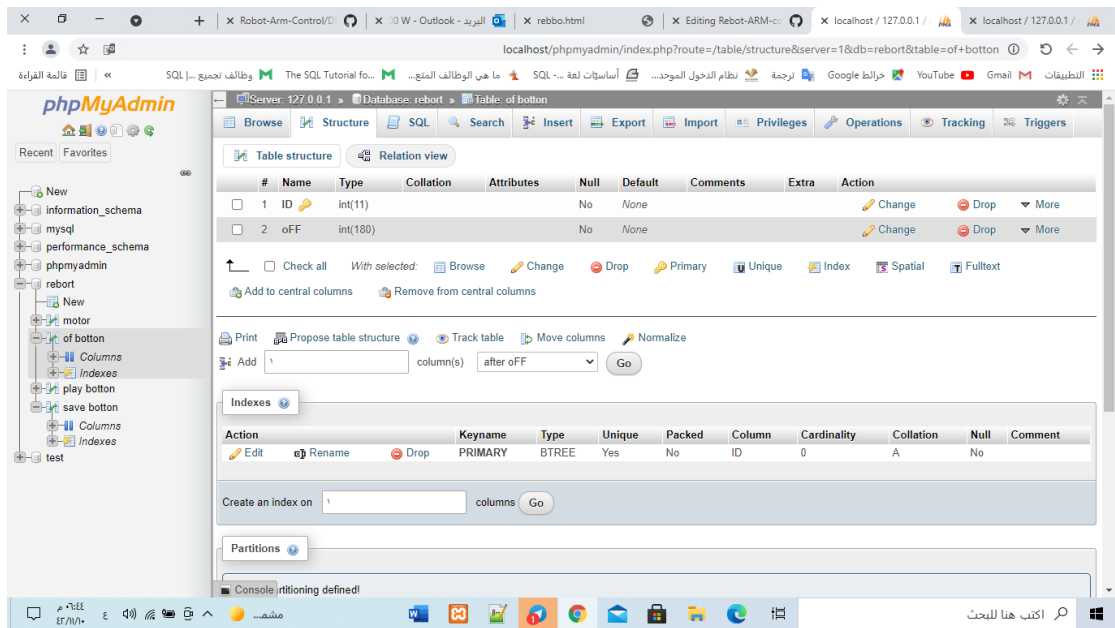 Robot-Arm-Control/D
30 W - Outlook - البريد
rebbo.html
Editing Rebot-ARM-co
localhost / 127.0.0.1 /
localhost / 127.0.0.1 /
localhost/phpmyadmin/index.php?route=/table/structure&server=1&db=rebort&table=of+botton
التطبيقات
Gmail
YouTube
خرائط Google
ترجمة
نظام الدخول الموحد...
أساسيّات لغة SQL -...
ما هي الوظائف المتع...
The SQL Tutorial fo...
وظائف تجميع SQL |...
»
قائمة القراءة
phpMyAdmin
Recent Favorites
New
information_schema
mysql
performance_schema
phpmyadmin
rebort
New
motor
of botton
Columns
Indexes
play botton
save botton
Columns
Indexes
test
Server: 127.0.0.1 » Database: rebort » Table: of botton
Browse Structure SQL Search Insert Export Import Privileges Operations Tracking Triggers
Table structure Relation view
# Name Type Collation Attributes Null Default Comments Extra Action
1 ID int(11) No None Change Drop More
2 oFF int(180) No None Change Drop More
Check all With selected: Browse Change Drop Primary Unique Index Spatial Fulltext
Add to central columns Remove from central columns
Print Propose table structure Track table Move columns Normalize
Add ١ column(s) after oFF Go
Indexes
Action Keyname Type Unique Packed Column Cardinality Collation Null Comment
Edit Rename Drop PRIMARY BTREE Yes No ID 0 A No
Create an index on ١ columns Go
Partitions
Console
rtitioning defined!
اكتب هنا للبحث
مشمـ...
ع
٠٦:٤٤ م
٤٣/١١/١٠